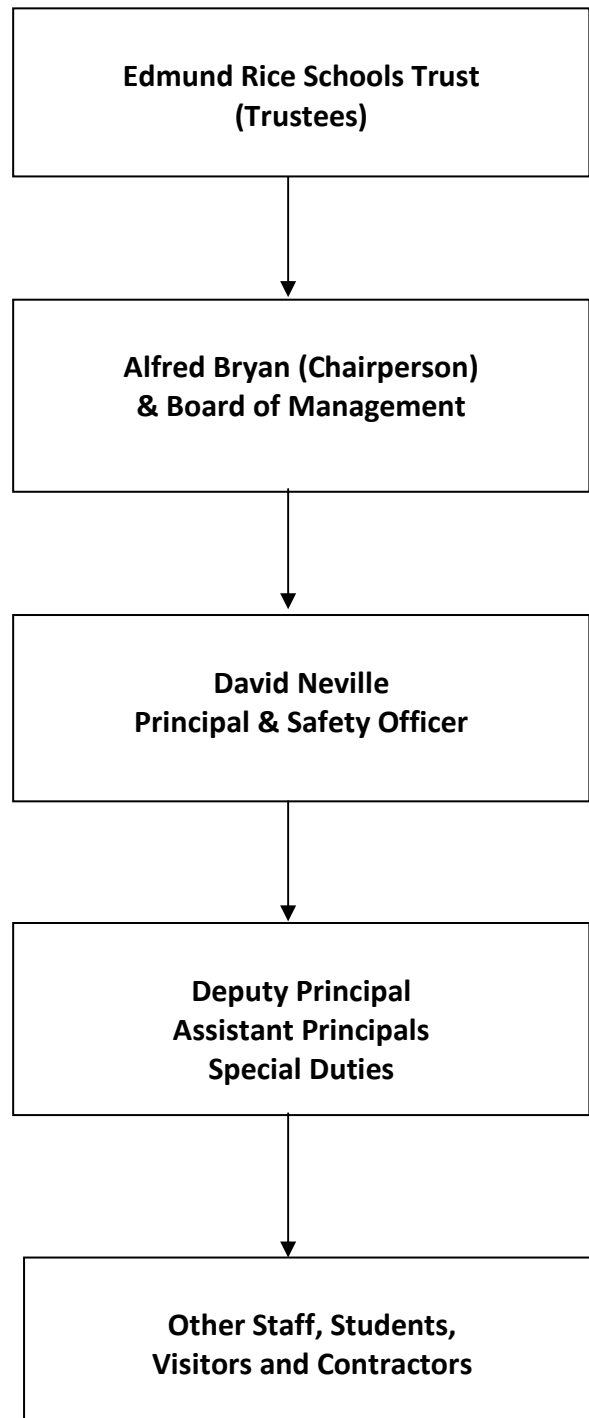 Edmund Rice Schools Trust
(Trustees)
Alfred Bryan (Chairperson)
& Board of Management
David Neville
Principal & Safety Officer
Deputy Principal
Assistant Principals
Special Duties
Other Staff, Students,
Visitors and Contractors